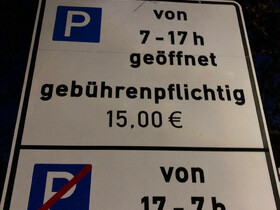 P von
7-17 h
geöffnet
gebührenpflichtig
15,00 €
P von
17-7 h